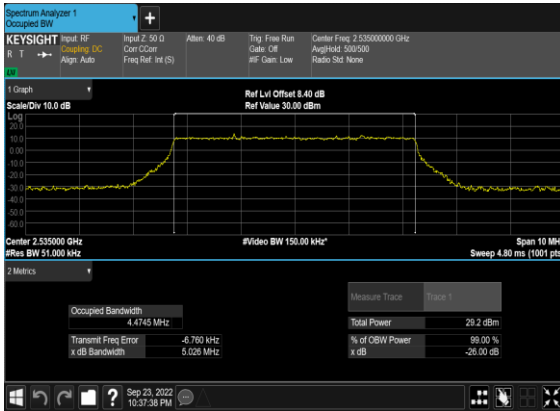 Spectrum Analyzer 1
Occupied BW
KEYSIGHT
R T
LXI
Input: RF
Coupling: DC
Align: Auto
Input Z: 50 Ω
Corr CCorr
Freq Ref: Int (S)
Atten: 40 dB
Trig: Free Run
Gate: Off
#IF Gain: Low
Center Freq: 2.535000000 GHz
Avg|Hold: 500/500
Radio Std: None
1 Graph
Scale/Div 10.0 dB
Ref Lvl Offset 8.40 dB
Ref Value 30.00 dBm
Log
20.0
10.0
0.00
-10.0
-20.0
-30.0
-40.0
-50.0
-60.0
Center 2.535000 GHz
#Res BW 51.000 kHz
#Video BW 150.00 kHz*
Span 10 MH
Sweep 4.80 ms (1001 pts
2 Metrics
Measure Trace
Trace 1
Occupied Bandwidth
4.4745 MHz
Total Power
29.2 dBm
Transmit Freq Error
-6.760 kHz
% of OBW Power
99.00 %
x dB Bandwidth
5.026 MHz
x dB
-26.00 dB
?
Sep 23, 2022
10:37:38 PM